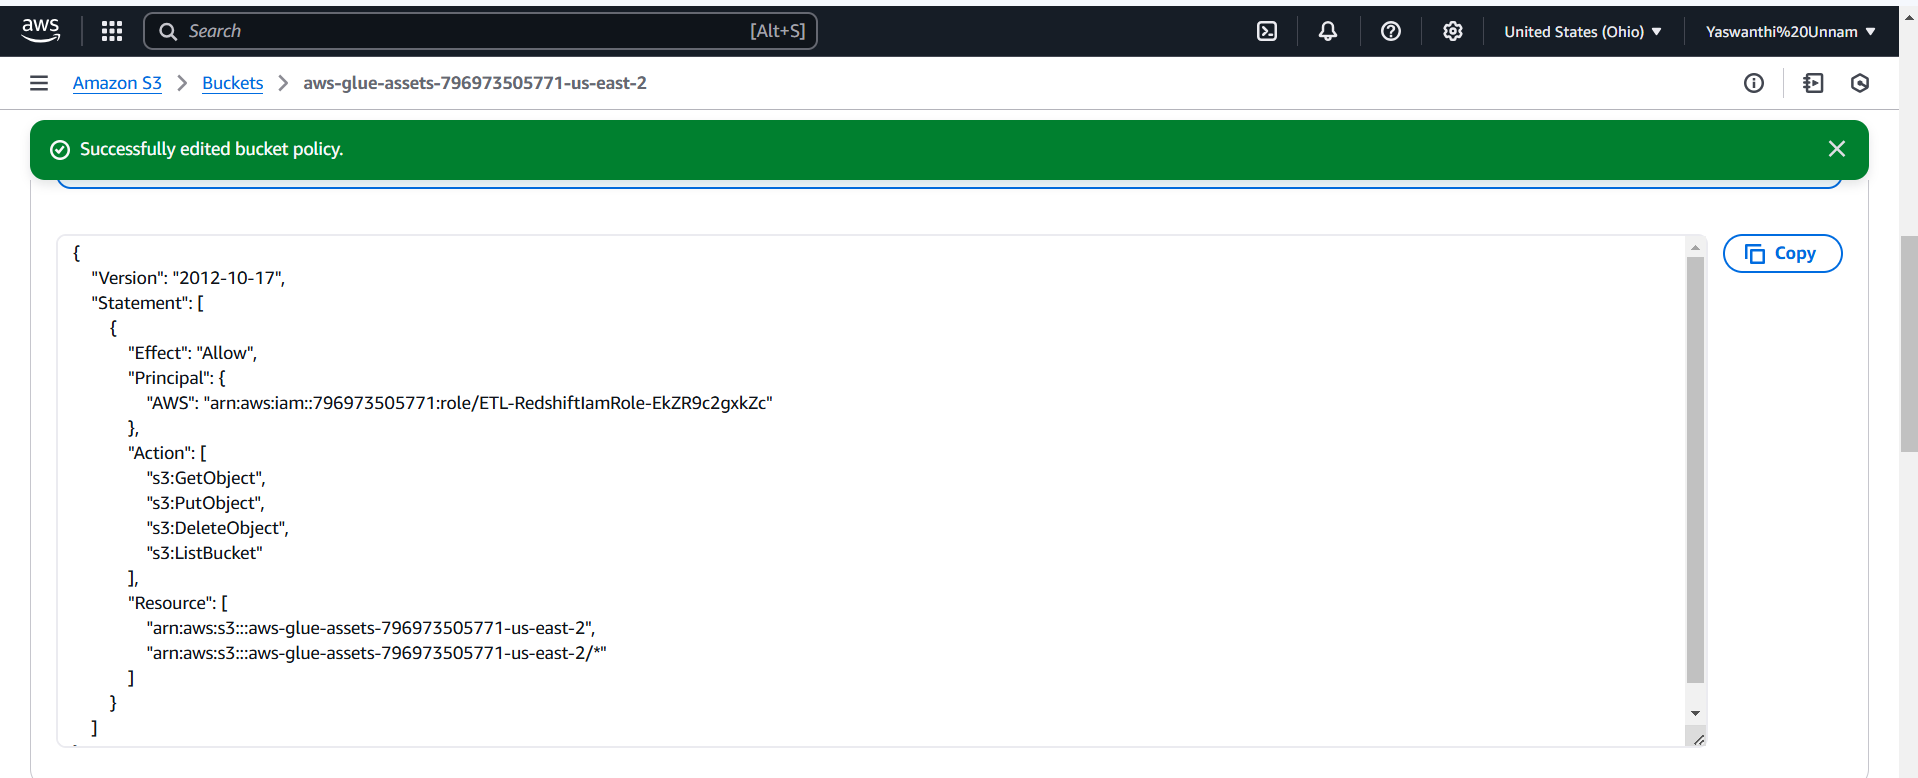 aws
Search [Alt+S] United States (Ohio) Yaswanthi%20Unnam
Amazon S3 > Buckets > aws-glue-assets-796973505771-us-east-2
Successfully edited bucket policy.
{
"Version": "2012-10-17",
"Statement": [
{
"Effect": "Allow",
"Principal": {
"AWS": "arn:aws:iam::796973505771:role/ETL-RedshiftIamRole-EkZR9c2gxkZc"
},
"Action": [
"s3:GetObject",
"s3:PutObject",
"s3:DeleteObject",
"s3:ListBucket"
],
"Resource": [
"arn:aws:s3:::aws-glue-assets-796973505771-us-east-2",
"arn:aws:s3:::aws-glue-assets-796973505771-us-east-2/*"
]
}
]
Copy